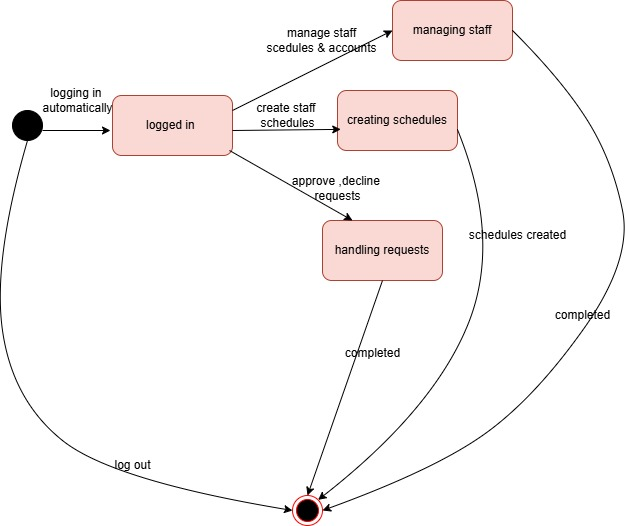 manage staff
scedules & accounts
managing staff
logging in
automatically
logged in
create staff
schedules
creating schedules
approve ,decline
requests
handling requests
schedules created
completed
completed
log out